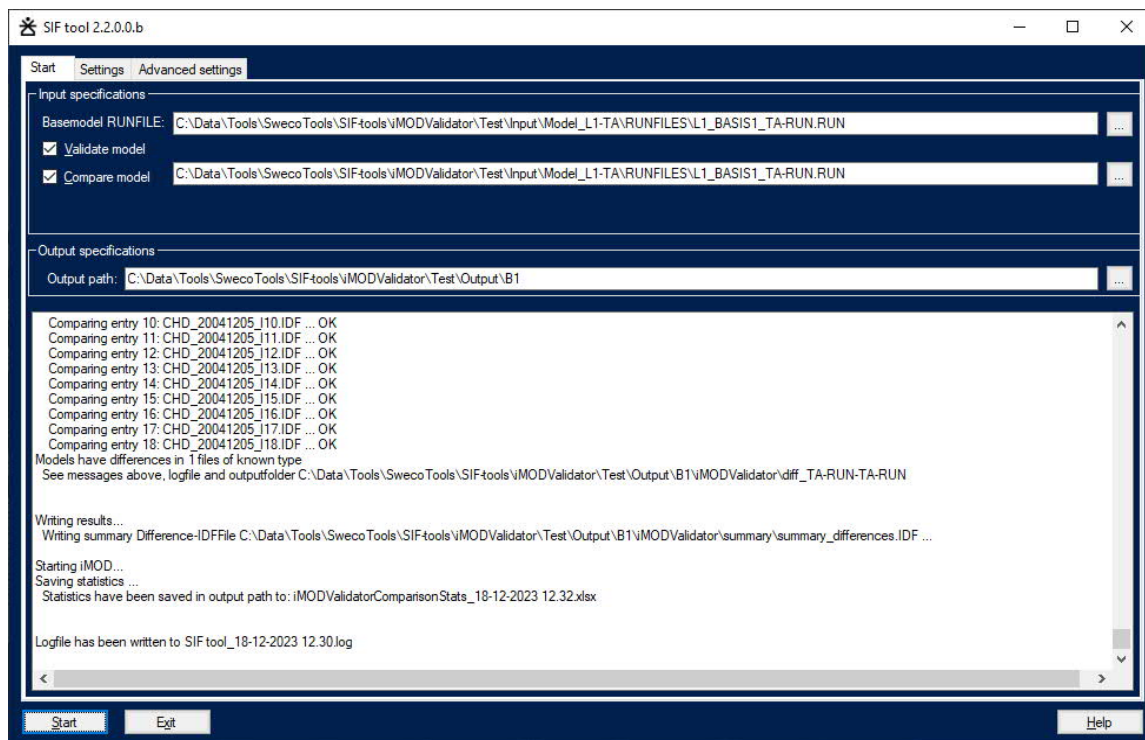 SIF tool 2.2.0.0.b
Start Settings Advanced settings
Input specifications
Basemodel RUNFILE: C:\Data\Tools\SwecoTools\SIF-tools\iMODValidator\Test\Input\Model_L1-TA\RUNFILES\L1_BASIS1_TA-RUN.RUN ...
Validate model
Compare model C:\Data\Tools\SwecoTools\SIF-tools\iMODValidator\Test\Input\Model_L1-TA\RUNFILES\L1_BASIS1_TA-RUN.RUN ...
Output specifications
Output path: C:\Data\Tools\SwecoTools\SIF-tools\iMODValidator\Test\Output\B1 ...
Comparing entry 10: CHD_20041205_l10.IDF ... OK
Comparing entry 11: CHD_20041205_l11.IDF ... OK
Comparing entry 12: CHD_20041205_l12.IDF ... OK
Comparing entry 13: CHD_20041205_l13.IDF ... OK
Comparing entry 14: CHD_20041205_l14.IDF ... OK
Comparing entry 15: CHD_20041205_l15.IDF ... OK
Comparing entry 16: CHD_20041205_l16.IDF ... OK
Comparing entry 17: CHD_20041205_l17.IDF ... OK
Comparing entry 18: CHD_20041205_l18.IDF ... OK
Models have differences in 1 files of known type
See messages above, logfile and outputfolder C:\Data\Tools\SwecoTools\SIF-tools\iMODValidator\Test\Output\B1\iMODValidator\diff_TA-RUN-TA-RUN
Writing results...
Writing summary Difference-IDFFile C:\Data\Tools\SwecoTools\SIF-tools\iMODValidator\Test\Output\B1\iMODValidator\summary\summary_differences.IDF ...
Starting iMOD...
Saving statistics ...
Statistics have been saved in output path to: iMODValidatorComparisonStats_18-12-2023 12.32.xlsx
Logfile has been written to SIF tool_18-12-2023 12.30.log
Start Exit Help